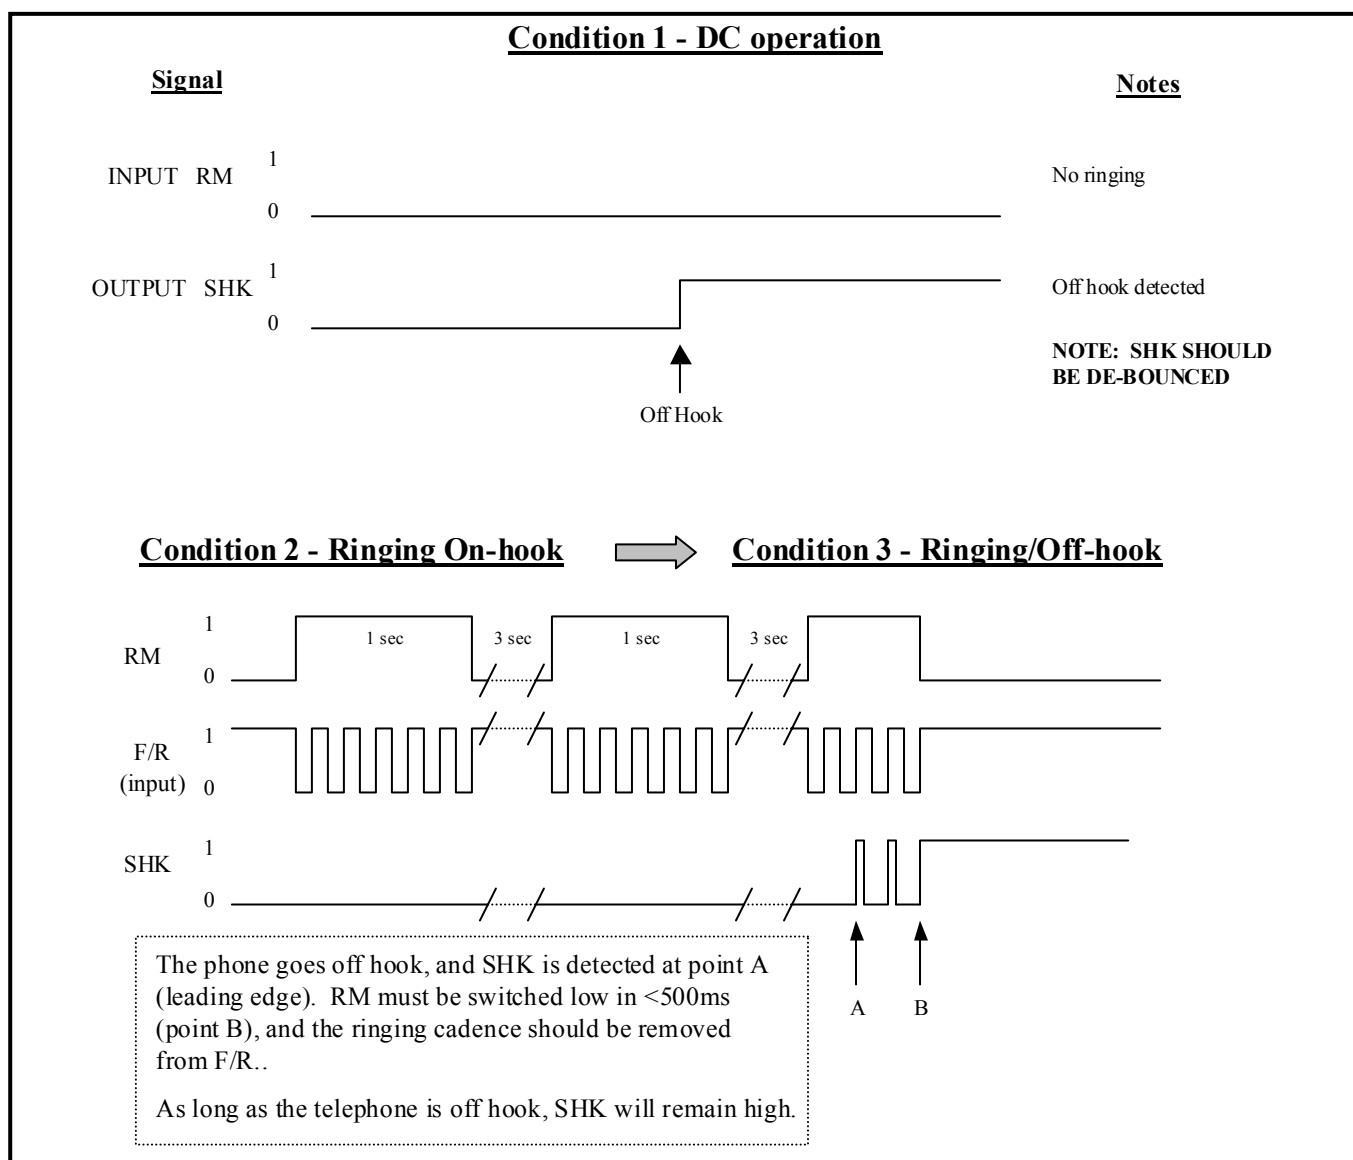 Condition 1 - DC operation
Signal
Notes
INPUT RM
1
0
No ringing
OUTPUT SHK
1
0
Off hook detected
NOTE: SHK SHOULD
BE DE-BOUNCED
Off Hook
Condition 2 - Ringing On-hook
Condition 3 - Ringing/Off-hook
RM
1
0
1 sec
3 sec
1 sec
3 sec
F/R
(input)
1
0
SHK
1
0
A
B
The phone goes off hook, and SHK is detected at point A
(leading edge). RM must be switched low in <500ms
(point B), and the ringing cadence should be removed
from F/R..
As long as the telephone is off hook, SHK will remain high.